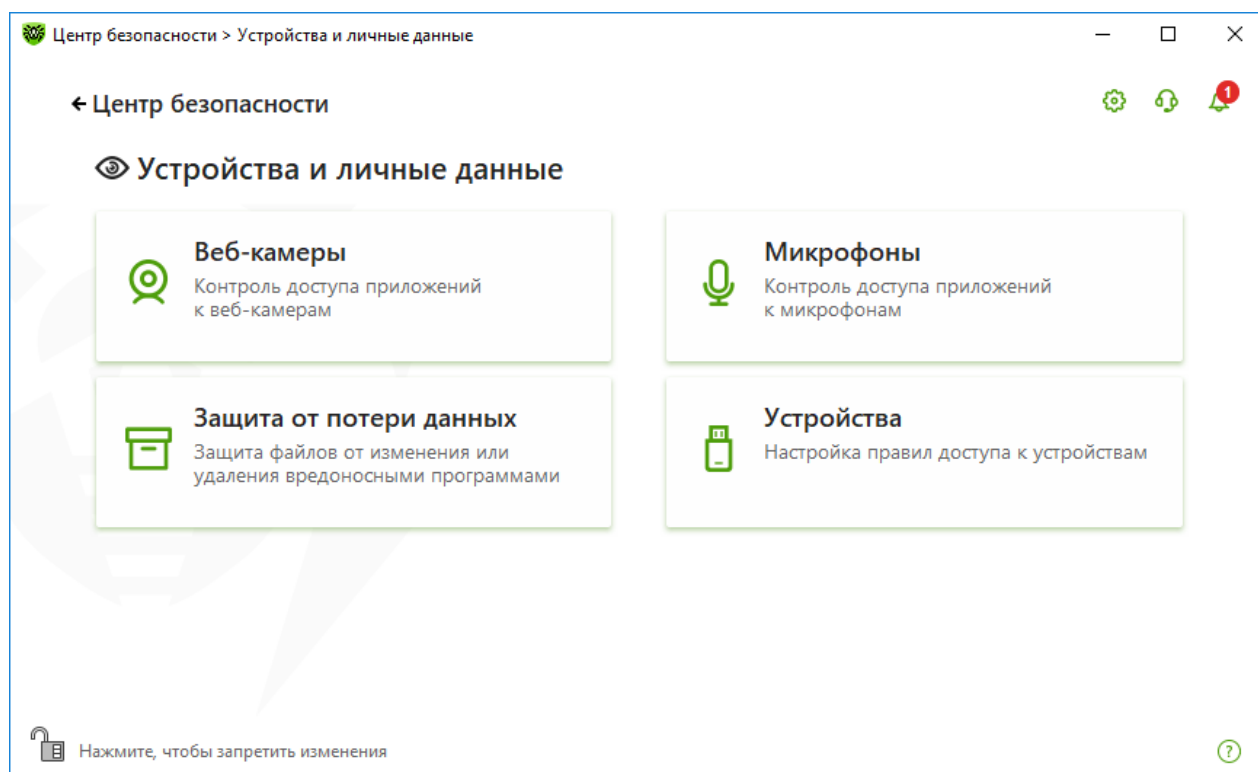 Центр безопасности > Устройства и личные данные
Центр безопасности
1
Устройства и личные данные
Веб-камеры
Контроль доступа приложений
к веб-камерам
Микрофоны
Контроль доступа приложений
к микрофонам
Защита от потери данных
Защита файлов от изменения или
удаления вредоносными программами
Устройства
Настройка правил доступа к устройствам
Нажмите, чтобы запретить изменения
?